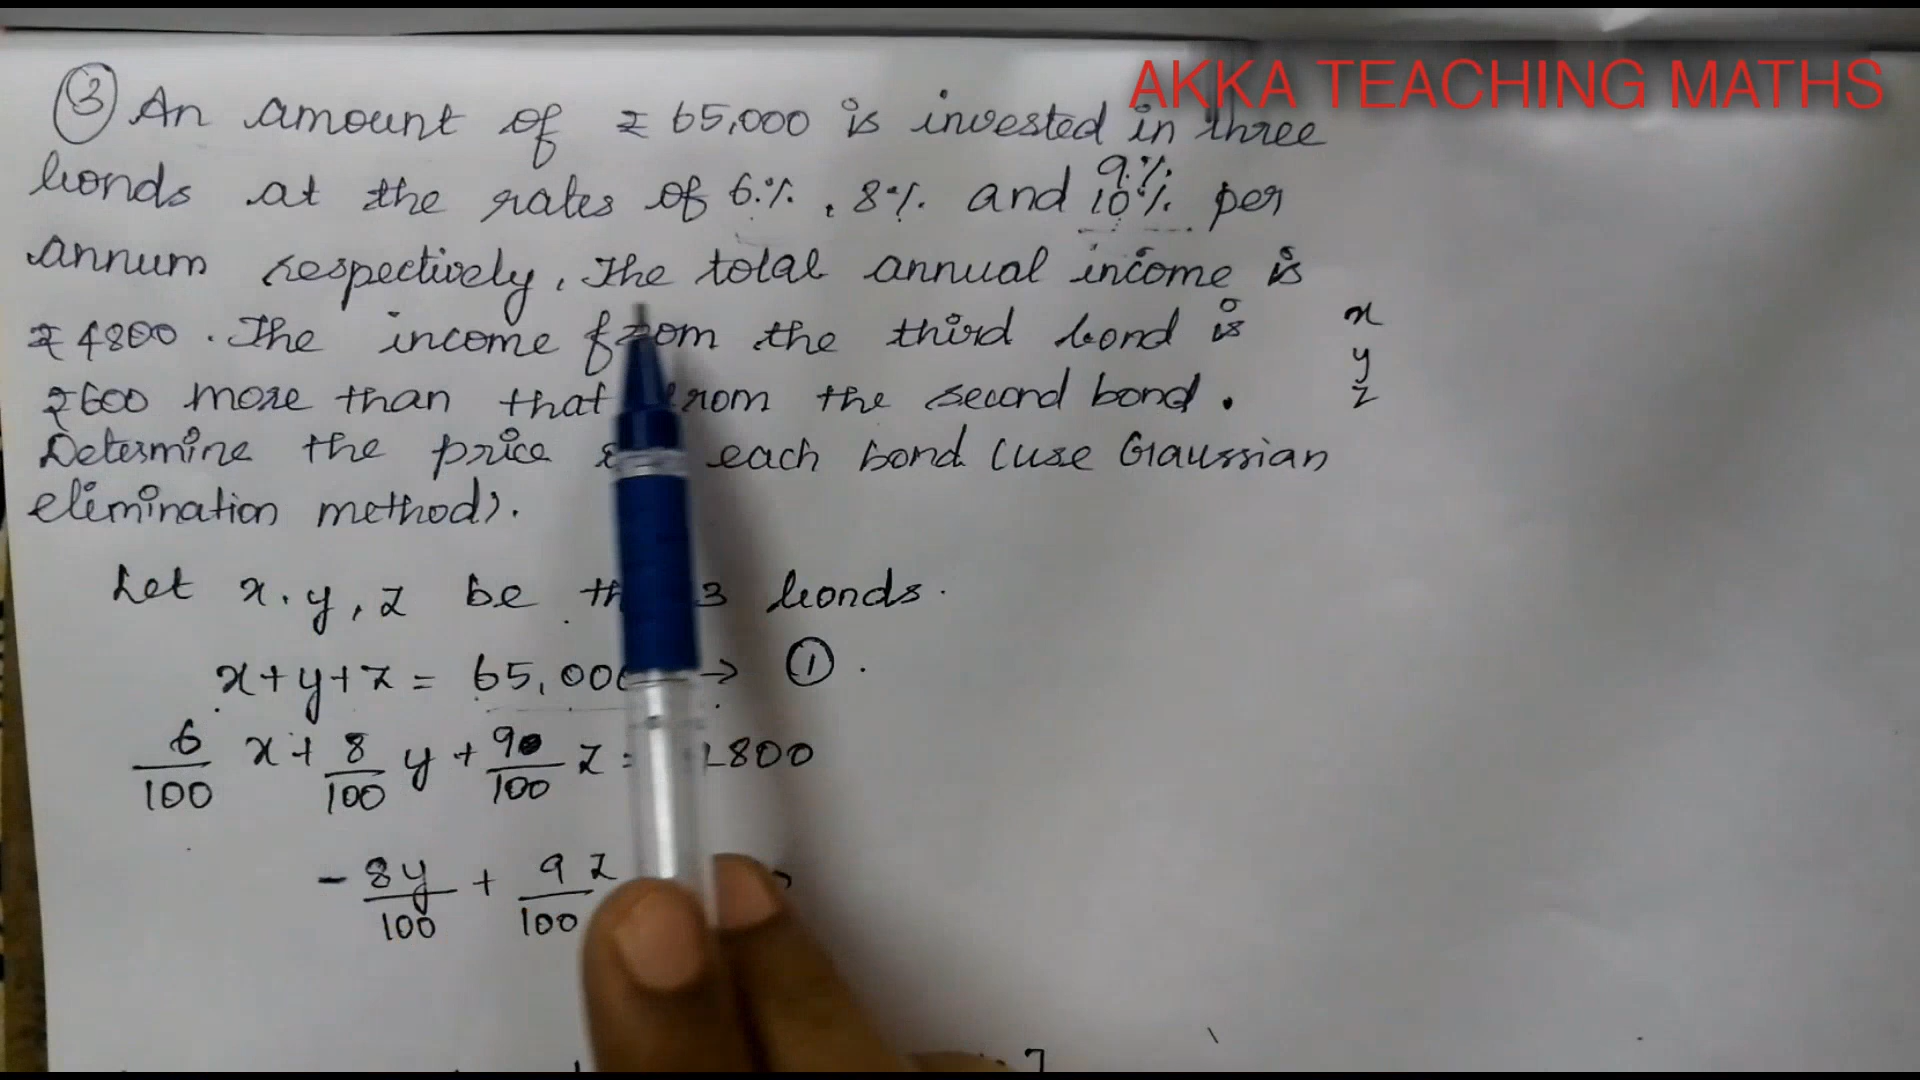 AKKA TEACHING MATHS
③ An amount of ₹ 65,000 is invested in three
bonds at the rates of 6%, 8% and 10% per
9%
annum respectively. The total annual income is
₹ 4800. The income from the third bond is
₹600 more than that from the second bond.
Determine the price each bond (use Gaussian
elimination method).
x
y
z
Let x, y, z be 3 bonds.
x+y+z = 65,000 → ①.
6/100 x + 8/100 y + 9/100 z = 4800
- 8y/100 + 9z/100